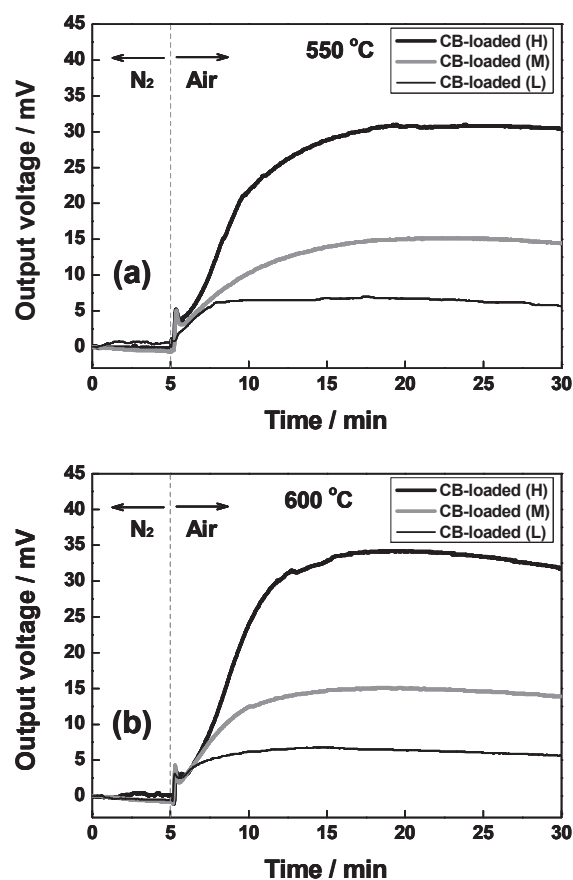 45
40
35
30
25
20
15
10
5
0
Output voltage / mV
N₂
Air
550 °C
CB-loaded (H)
CB-loaded (M)
CB-loaded (L)
(a)
0 5 10 15 20 25 30
Time / min
45
40
35
30
25
20
15
10
5
0
Output voltage / mV
N₂
Air
600 °C
CB-loaded (H)
CB-loaded (M)
CB-loaded (L)
(b)
0 5 10 15 20 25 30
Time / min